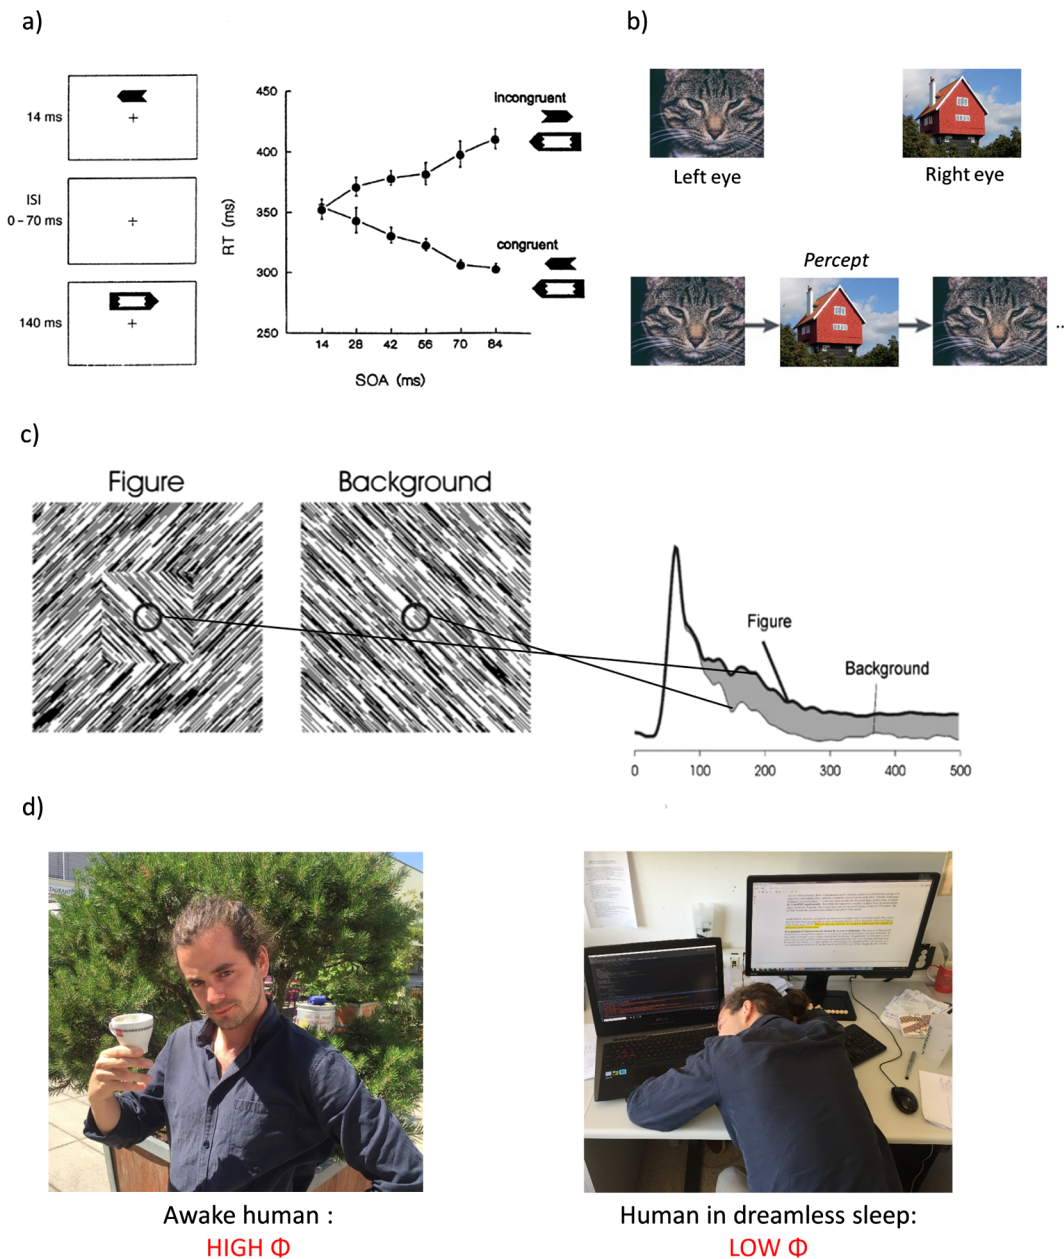 a)
14 ms
ISI
0 – 70 ms
140 ms
450
400
350
300
250
RT (ms)
incongruent
congruent
14 28 42 56 70 84
SOA (ms)
b)
Left eye
Right eye
Percept
...
c)
Figure
Background
Figure
Background
0 100 200 300 400 500
d)
Awake human :
HIGH Φ
Human in dreamless sleep:
LOW Φ